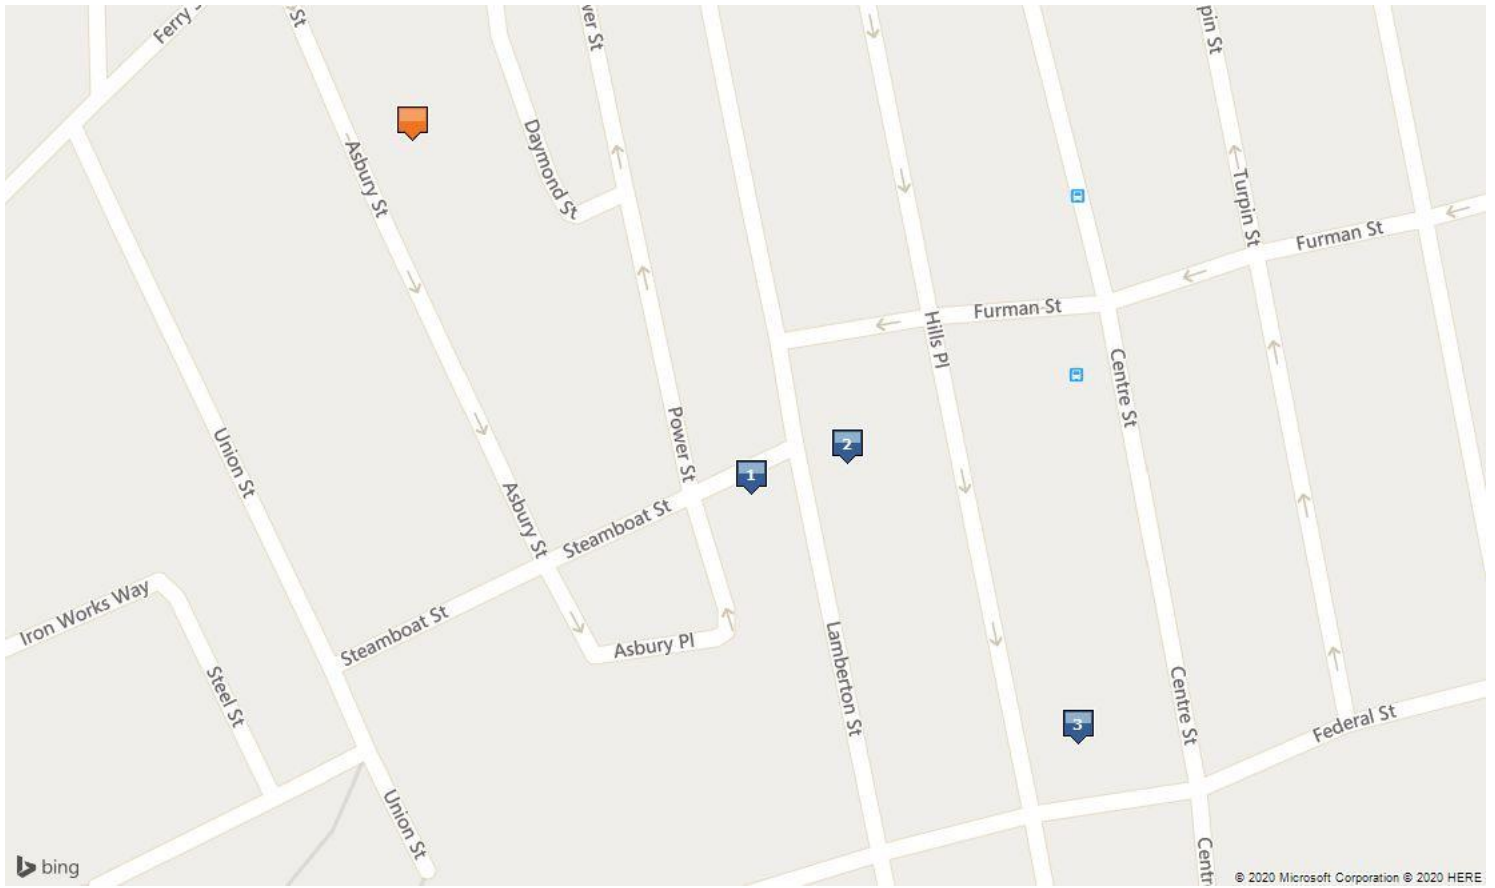 Ferry S
St
wer St
pin St
Asbury St
Daymond St
Turpin St
Furman St
Furman St
Hills Pl
Centre St
Power St
1
2
Union St
Asbury St
Steamboat St
Iron Works Way
Steamboat St
Asbury Pl
Lamberton St
Steel St
Centre St
3
Federal St
Union St
Centr
bing
© 2020 Microsoft Corporation © 2020 HERE